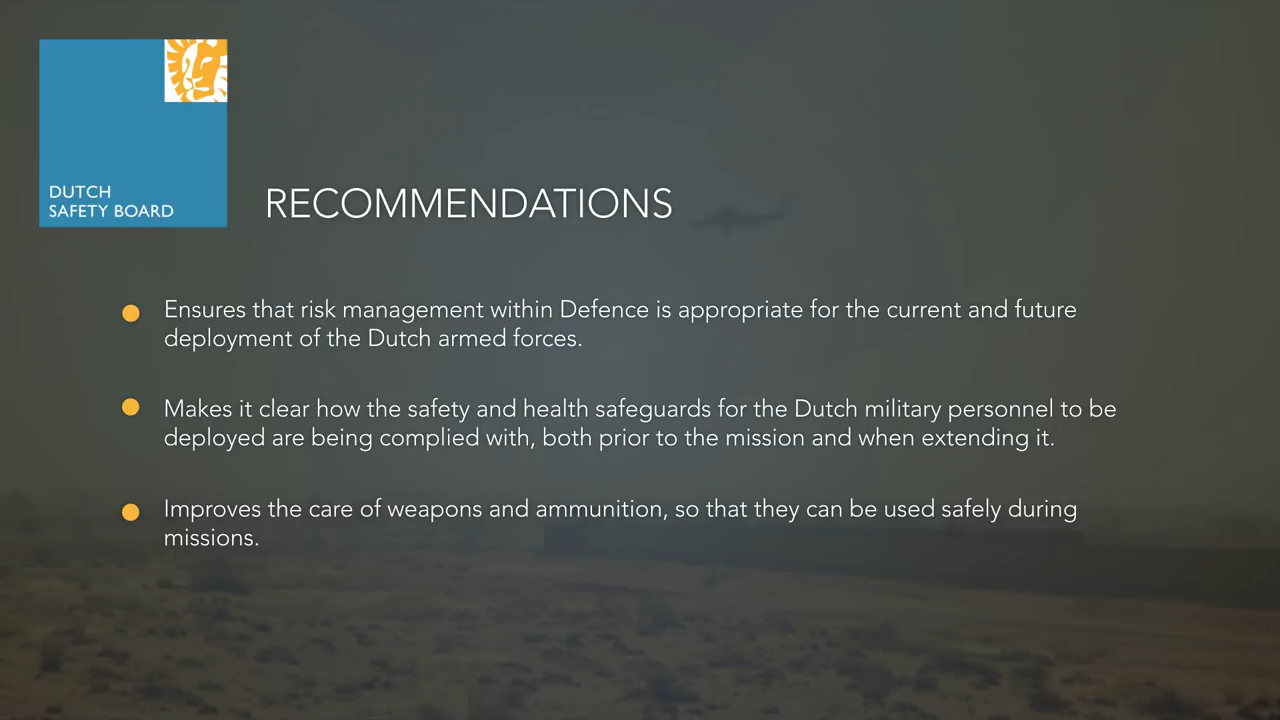 DUTCH
SAFETY BOARD
RECOMMENDATIONS
Ensures that risk management within Defence is appropriate for the current and future
deployment of the Dutch armed forces.
Makes it clear how the safety and health safeguards for the Dutch military personnel to be
deployed are being complied with, both prior to the mission and when extending it.
Improves the care of weapons and ammunition, so that they can be used safely during
missions.